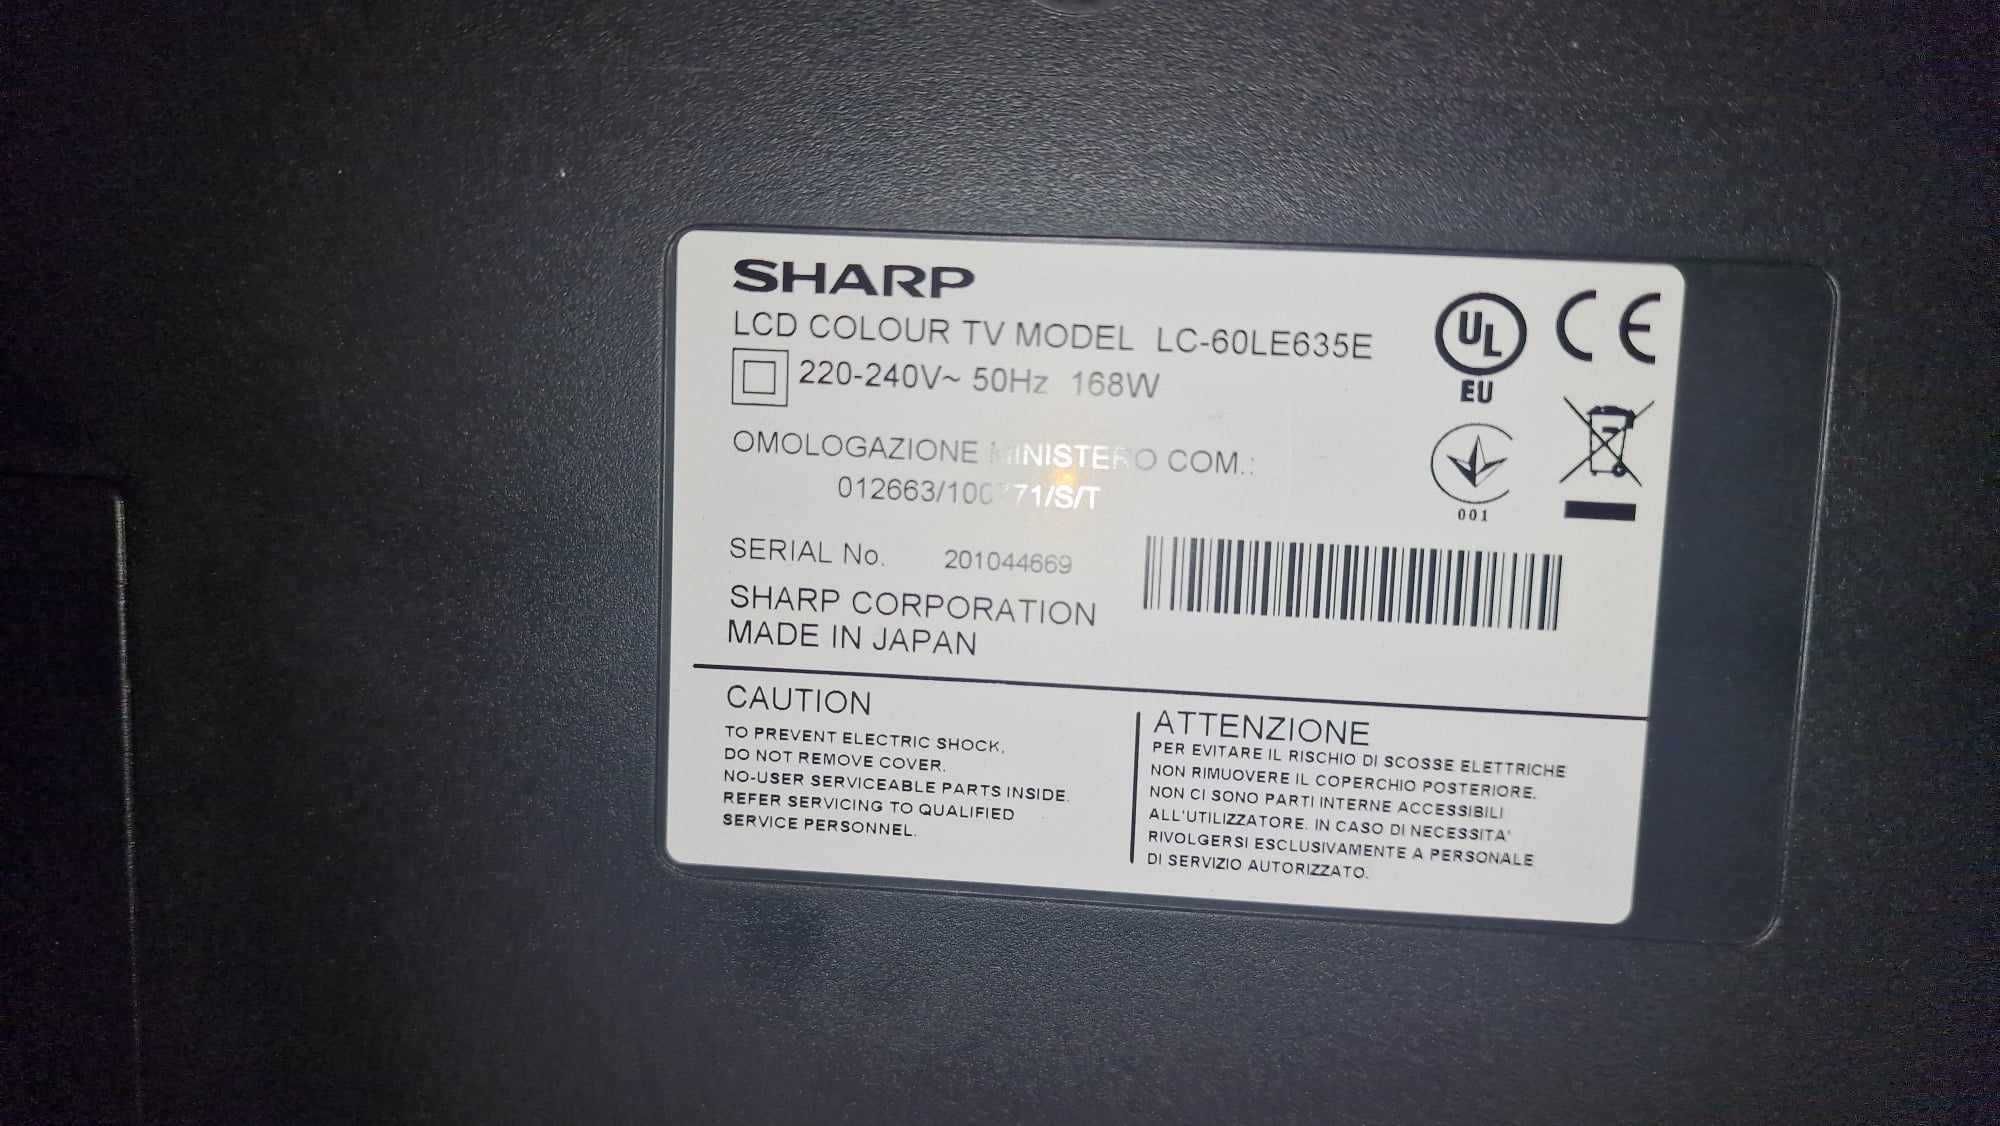 SHARP
LCD COLOUR TV MODEL LC-60LE635E
220-240V~ 50Hz 168W
OMOLOGAZIONE MINISTERO COM.:
SERIAL No. 201044669
SHARP CORPORATION
MADE IN JAPAN
UL
EU
CE
001
CAUTION
TO PREVENT ELECTRIC SHOCK,
DO NOT REMOVE COVER.
NO-USER SERVICEABLE PARTS INSIDE.
REFER SERVICING TO QUALIFIED
SERVICE PERSONNEL.
ATTENZIONE
PER EVITARE IL RISCHIO DI SCOSSE ELETTRICHE
NON RIMUOVERE IL COPERCHIO POSTERIORE.
NON CI SONO PARTI INTERNE ACCESSIBILI
ALL'UTILIZZATORE. IN CASO DI NECESSITA'
RIVOLGERSI ESCLUSIVAMENTE A PERSONALE
DI SERVIZIO AUTORIZZATO.